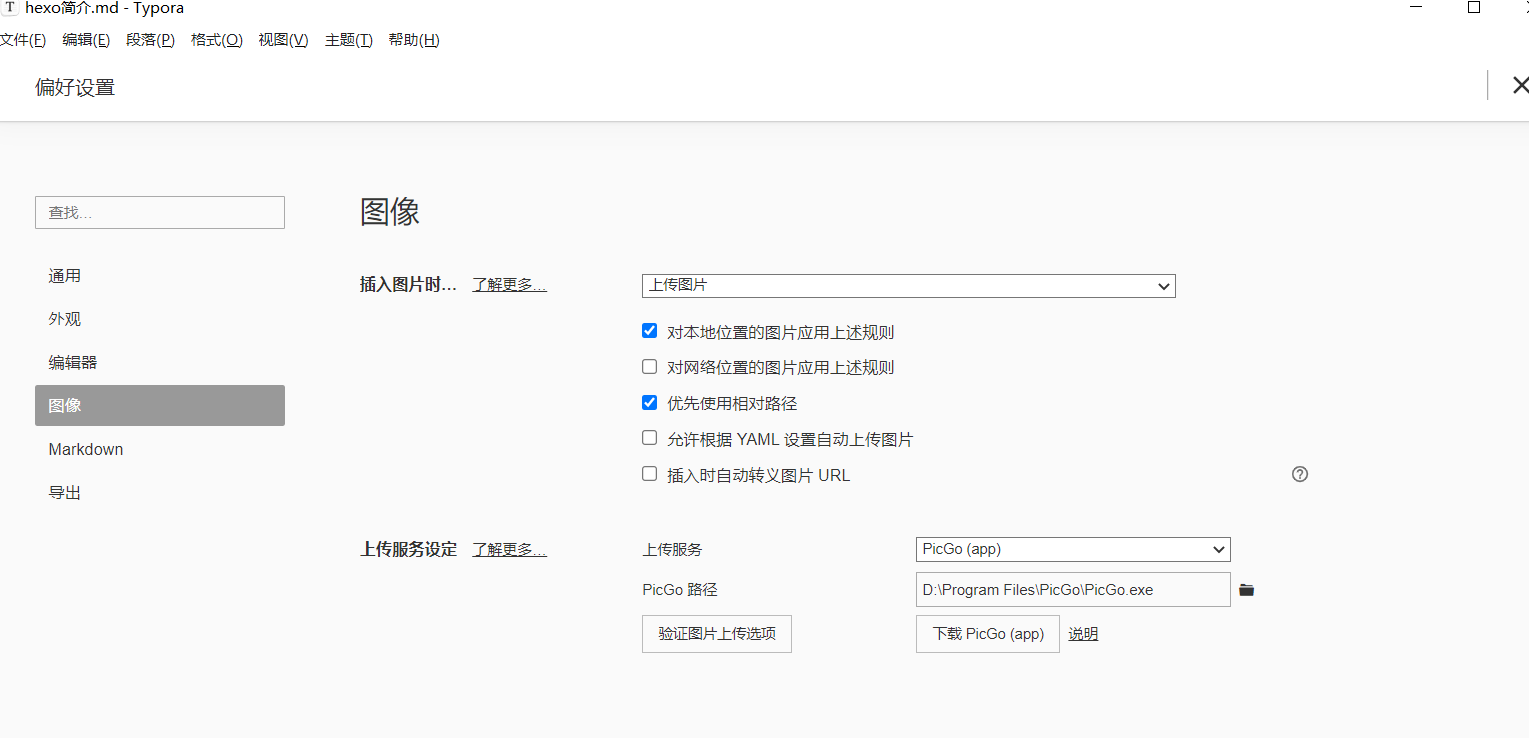 T hexo简介.md - Typora
文件(F) 编辑(E) 段落(P) 格式(O) 视图(V) 主题(T) 帮助(H)
偏好设置
查找...
通用
外观
编辑器
图像
Markdown
导出
图像
插入图片时... 了解更多... 上传图片
对本地位置的图片应用上述规则
对网络位置的图片应用上述规则
优先使用相对路径
允许根据 YAML 设置自动上传图片
插入时自动转义图片 URL ?
上传服务设定 了解更多... 上传服务 PicGo (app)
PicGo 路径 D:\Program Files\PicGo\PicGo.exe
验证图片上传选项 下载 PicGo (app) 说明